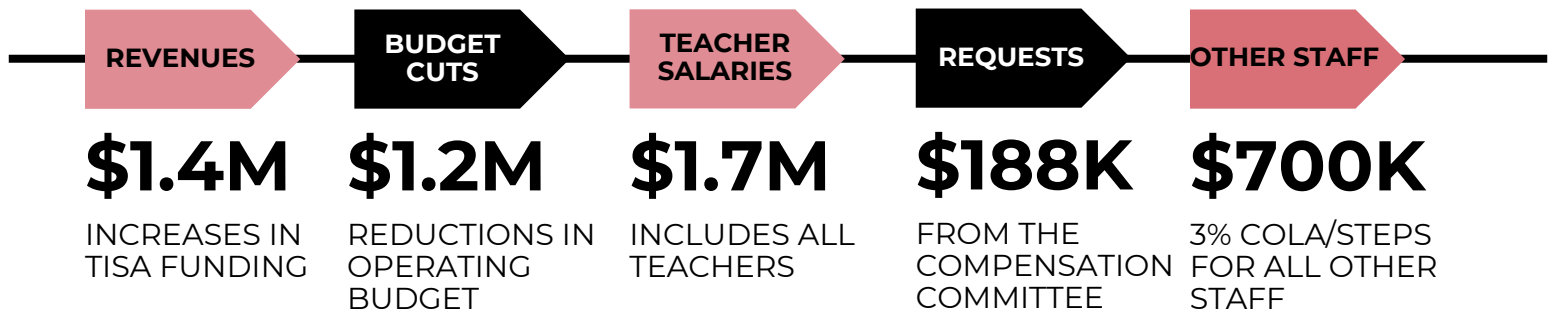 REVENUES
$1.4M
INCREASES IN
TISA FUNDING
BUDGET
CUTS
$1.2M
REDUCTIONS IN
OPERATING
BUDGET
TEACHER
SALARIES
$1.7M
INCLUDES ALL
TEACHERS
REQUESTS
$188K
FROM THE
COMPENSATION
COMMITTEE
OTHER STAFF
$700K
3% COLA/STEPS
FOR ALL OTHER
STAFF